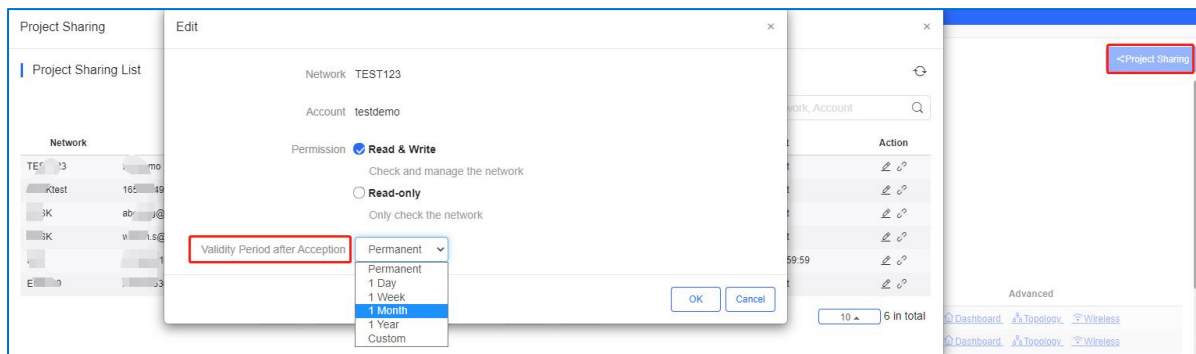 Project Sharing
Edit
Project Sharing
Project Sharing List
Network TEST123
Account testdemo
work, Account
Network
Action
Permission Read & Write
Check and manage the network
Read-only
Only check the network
Validity Period after Acception Permanent
Permanent
1 Day
1 Week
1 Month
1 Year
Custom
59:59
OK Cancel
10 6 in total
Advanced
Dashboard Topology Wireless
Dashboard Topology Wireless